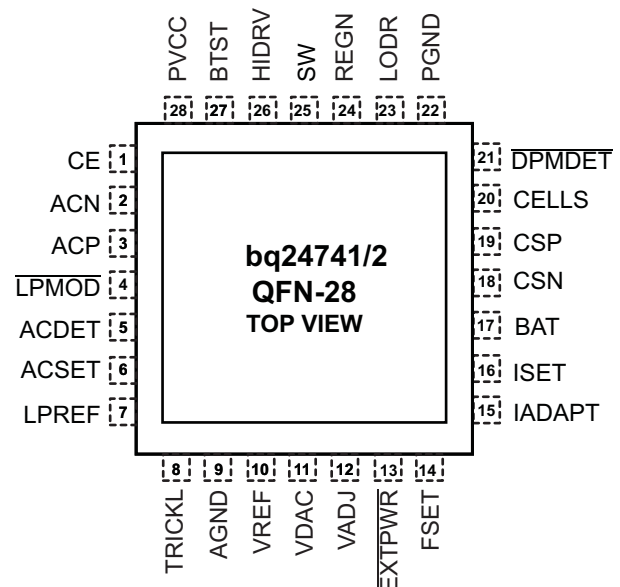 PVCC
BTST
HIDRV
SW
REGN
LODR
PGND
28
27
26
25
24
23
22
CE 1
ACN 2
ACP 3
LPMOD 4
ACDET 5
ACSET 6
LPREF 7
bq24741/2
QFN-28
TOP VIEW
21 DPMDET
20 CELLS
19 CSP
18 CSN
17 BAT
16 ISET
15 IADAPT
8
9
10
11
12
13
14
TRICKL
AGND
VREF
VDAC
VADJ
EXTPWR
FSET